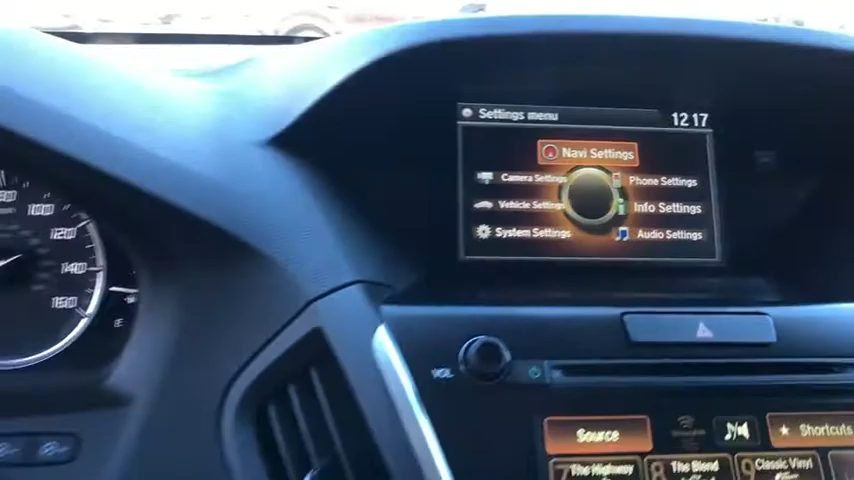 Settings menu
12:17
Navi Settings
Camera Settings
Phone Settings
Vehicle Settings
Info Settings
System Settings
Audio Settings
100
120
140
160
E
VOL
Source
Shortcuts
7 The Highway
8 The Blend
9 Classic Vinyl